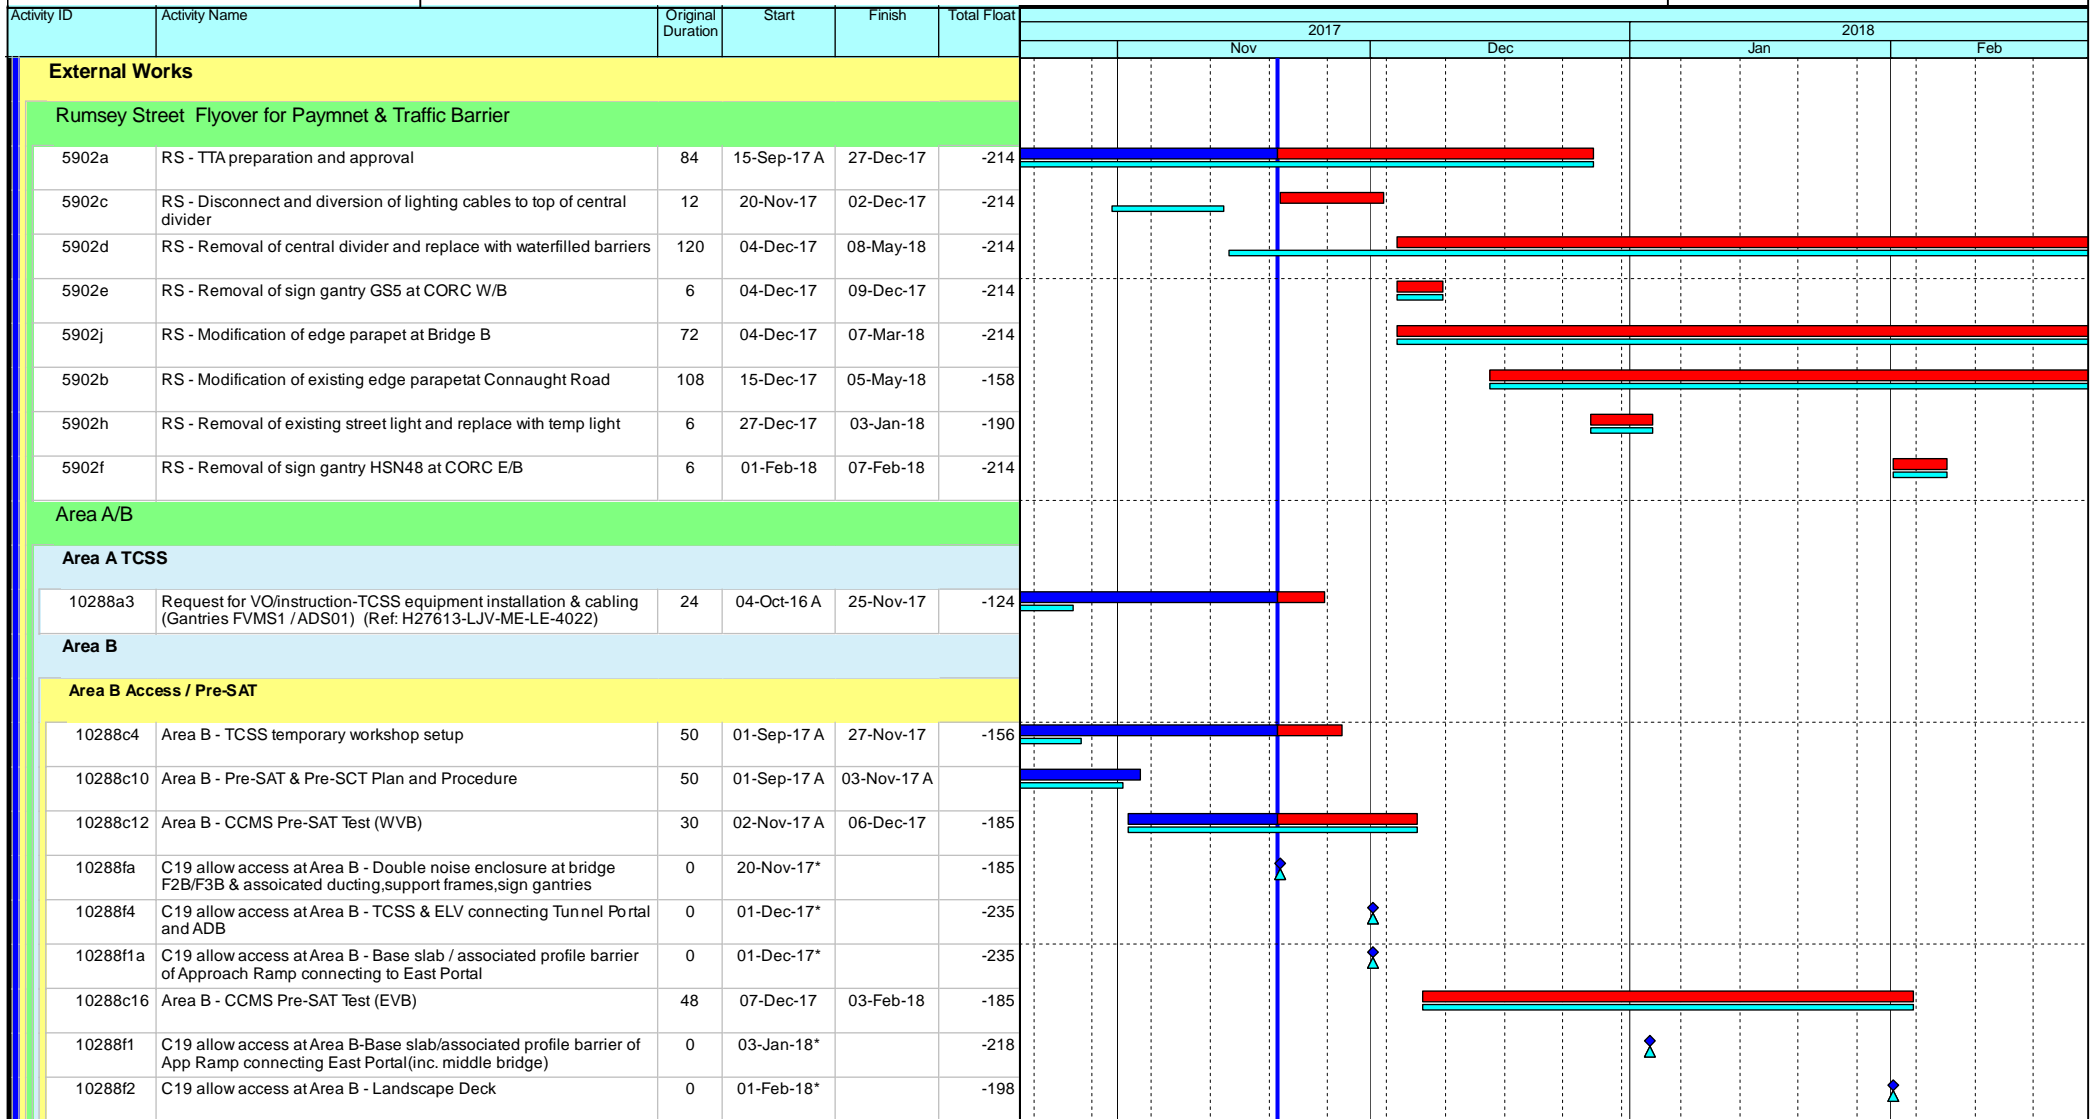 Activity ID Activity Name Original Duration Start Finish Total Float
2017 2018
Nov Dec Jan Feb
External Works
Rumsey Street Flyover for Paymnet & Traffic Barrier
5902a RS - TTA preparation and approval 84 15-Sep-17 A 27-Dec-17 -214
5902c RS - Disconnect and diversion of lighting cables to top of central 12 20-Nov-17 02-Dec-17 -214
divider
5902d RS - Removal of central divider and replace with waterfilled barriers 120 04-Dec-17 08-May-18 -214
5902e RS - Removal of sign gantry GS5 at CORC W/B 6 04-Dec-17 09-Dec-17 -214
5902j RS - Modification of edge parapet at Bridge B 72 04-Dec-17 07-Mar-18 -214
5902b RS - Modification of existing edge parapetat Connaught Road 108 15-Dec-17 05-May-18 -158
5902h RS - Removal of existing street light and replace with temp light 6 27-Dec-17 03-Jan-18 -190
5902f RS - Removal of sign gantry HSN48 at CORC E/B 6 01-Feb-18 07-Feb-18 -214
Area A/B
Area A TCSS
10288a3 Request for VO/instruction-TCSS equipment installation & cabling 24 04-Oct-16 A 25-Nov-17 -124
(Gantries FVMS1 / ADS01) (Ref: H27613-LJV-ME-LE-4022)
Area B
Area B Access / Pre-SAT
10288c4 Area B - TCSS temporary workshop setup 50 01-Sep-17 A 27-Nov-17 -156
10288c10 Area B - Pre-SAT & Pre-SCT Plan and Procedure 50 01-Sep-17 A 03-Nov-17 A
10288c12 Area B - CCMS Pre-SAT Test (WVB) 30 02-Nov-17 A 06-Dec-17 -185
10288fa C19 allow access at Area B - Double noise enclosure at bridge 0 20-Nov-17* -185
F2B/F3B & assoicated ducting,support frames,sign gantries
10288f4 C19 allow access at Area B - TCSS & ELV connecting Tunnel Portal 0 01-Dec-17* -235
and ADB
10288f1a C19 allow access at Area B - Base slab / associated profile barrier 0 01-Dec-17* -235
of Approach Ramp connecting to East Portal
10288c16 Area B - CCMS Pre-SAT Test (EVB) 48 07-Dec-17 03-Feb-18 -185
10288f1 C19 allow access at Area B-Base slab/associated profile barrier of 0 03-Jan-18* -218
App Ramp connecting East Portal(inc. middle bridge)
10288f2 C19 allow access at Area B - Landscape Deck 0 01-Feb-18* -198